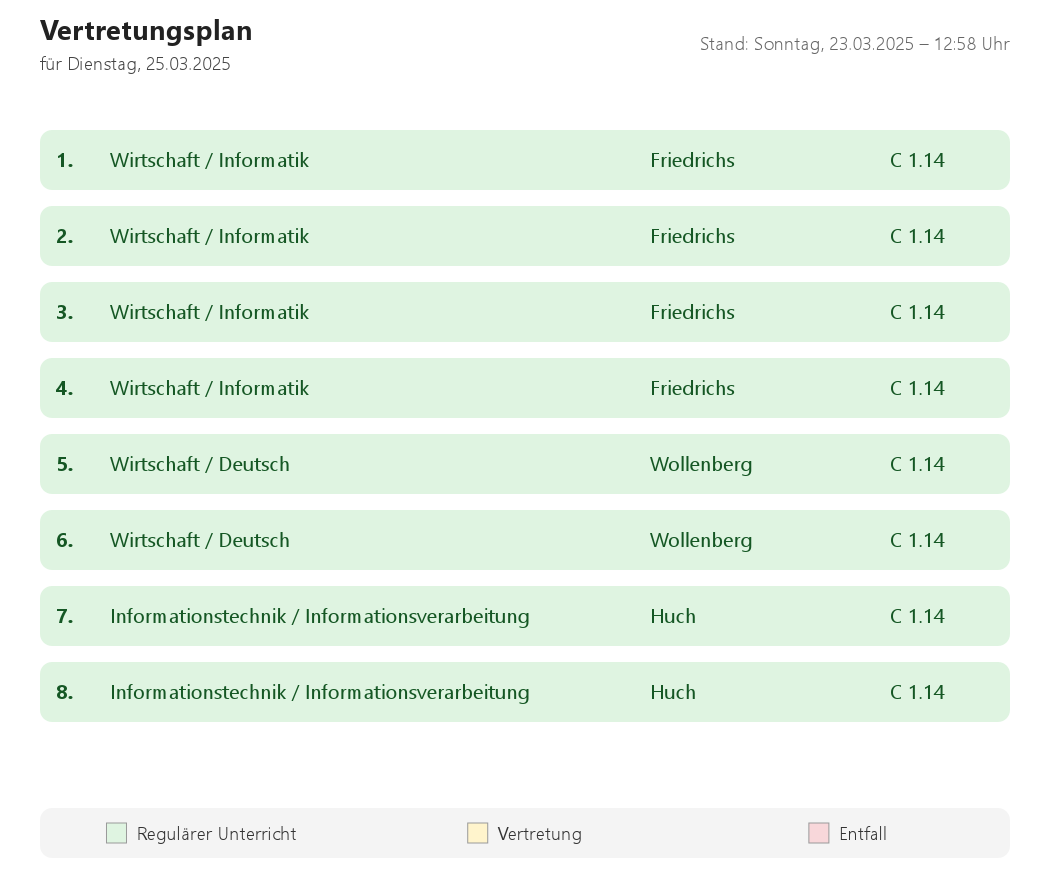 Vertretungsplan
für Dienstag, 25.03.2025
Stand: Sonntag, 23.03.2025 – 12:58 Uhr
1. Wirtschaft / Informatik Friedrichs C 1.14
2. Wirtschaft / Informatik Friedrichs C 1.14
3. Wirtschaft / Informatik Friedrichs C 1.14
4. Wirtschaft / Informatik Friedrichs C 1.14
5. Wirtschaft / Deutsch Wollenberg C 1.14
6. Wirtschaft / Deutsch Wollenberg C 1.14
7. Informationstechnik / Informationsverarbeitung Huch C 1.14
8. Informationstechnik / Informationsverarbeitung Huch C 1.14
Regulärer Unterricht Vertretung Entfall